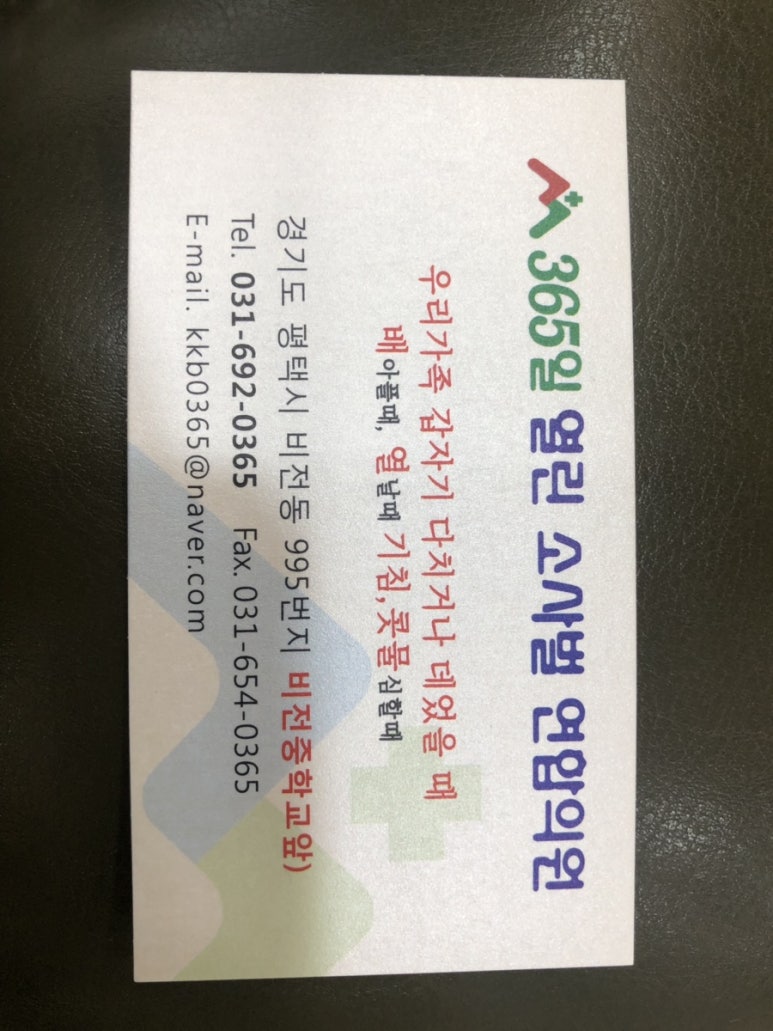 365일 열린 소사벌 연합의원
우리가족 갑자기 다치거나 데었을 때
배아플때, 열날때 기침,콧물심할때
경기도 평택시 비전동 995번지 비전중학교앞)
Tel. 031-692-0365 Fax. 031-654-0365
E-mail. kkb0365@naver.com